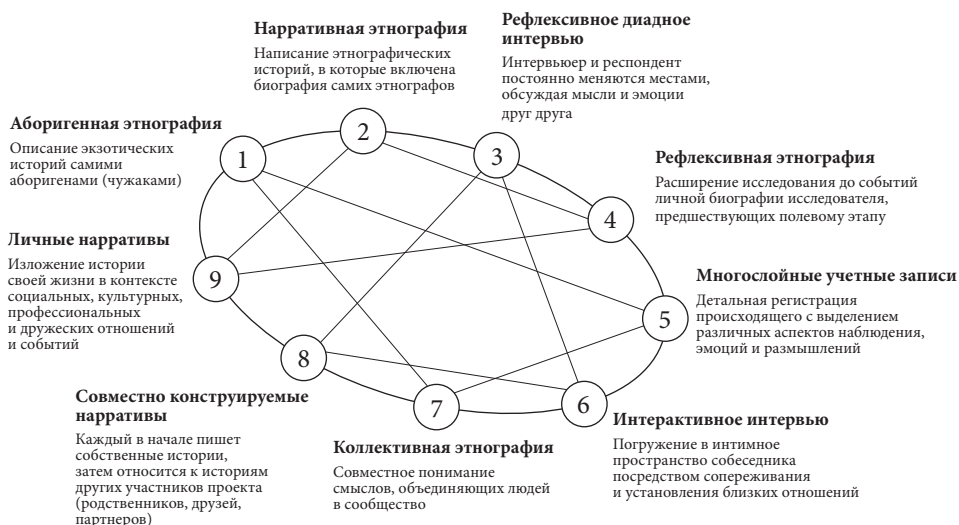 Нарративная этнография
Написание этнографических
историй, в которые включена
биография самих этнографов
Рефлексивное диадное
интервью
Интервьюер и респондент
постоянно меняются местами,
обсуждая мысли и эмоции
друг друга
Аборигенная этнография
Описание экзотических
историй самими
аборигенами (чужаками)
Рефлексивная этнография
Расширение исследования до событий
личной биографии исследователя,
предшествующих полевому этапу
Личные нарративы
Изложение истории
своей жизни в контексте
социальных, культурных,
профессиональных
и дружеских отношений
и событий
Многослойные учетные записи
Детальная регистрация
происходящего с выделением
различных аспектов наблюдения,
эмоций и размышлений
Совместно конструируемые
нарративы
Каждый в начале пишет
собственные истории,
затем относится к историям
других участников проекта
(родственников, друзей,
партнеров)
Коллективная этнография
Совместное понимание
смыслов, объединяющих людей
в сообщество
Интерактивное интервью
Погружение в интимное
пространство собеседника
посредством сопереживания
и установления близких отношений
1
2
3
4
5
6
7
8
9